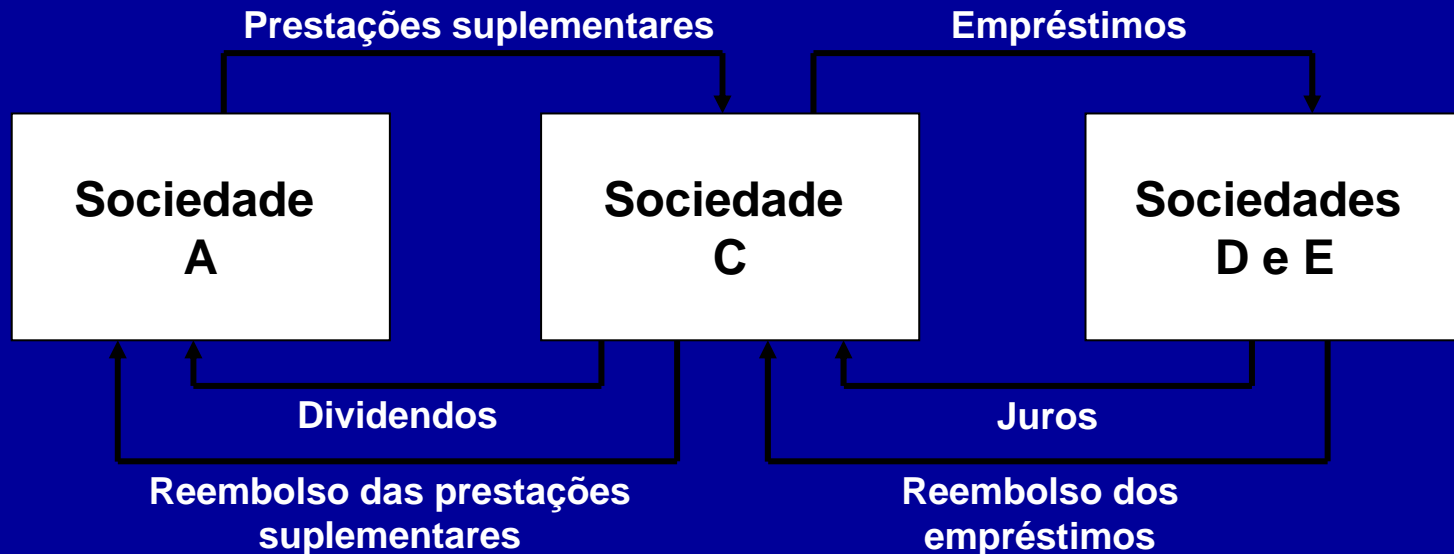 Prestações suplementares
Empréstimos
Sociedade
A
Sociedade
C
Sociedades
D e E
Dividendos
Juros
Reembolso das prestações
suplementares
Reembolso dos
empréstimos